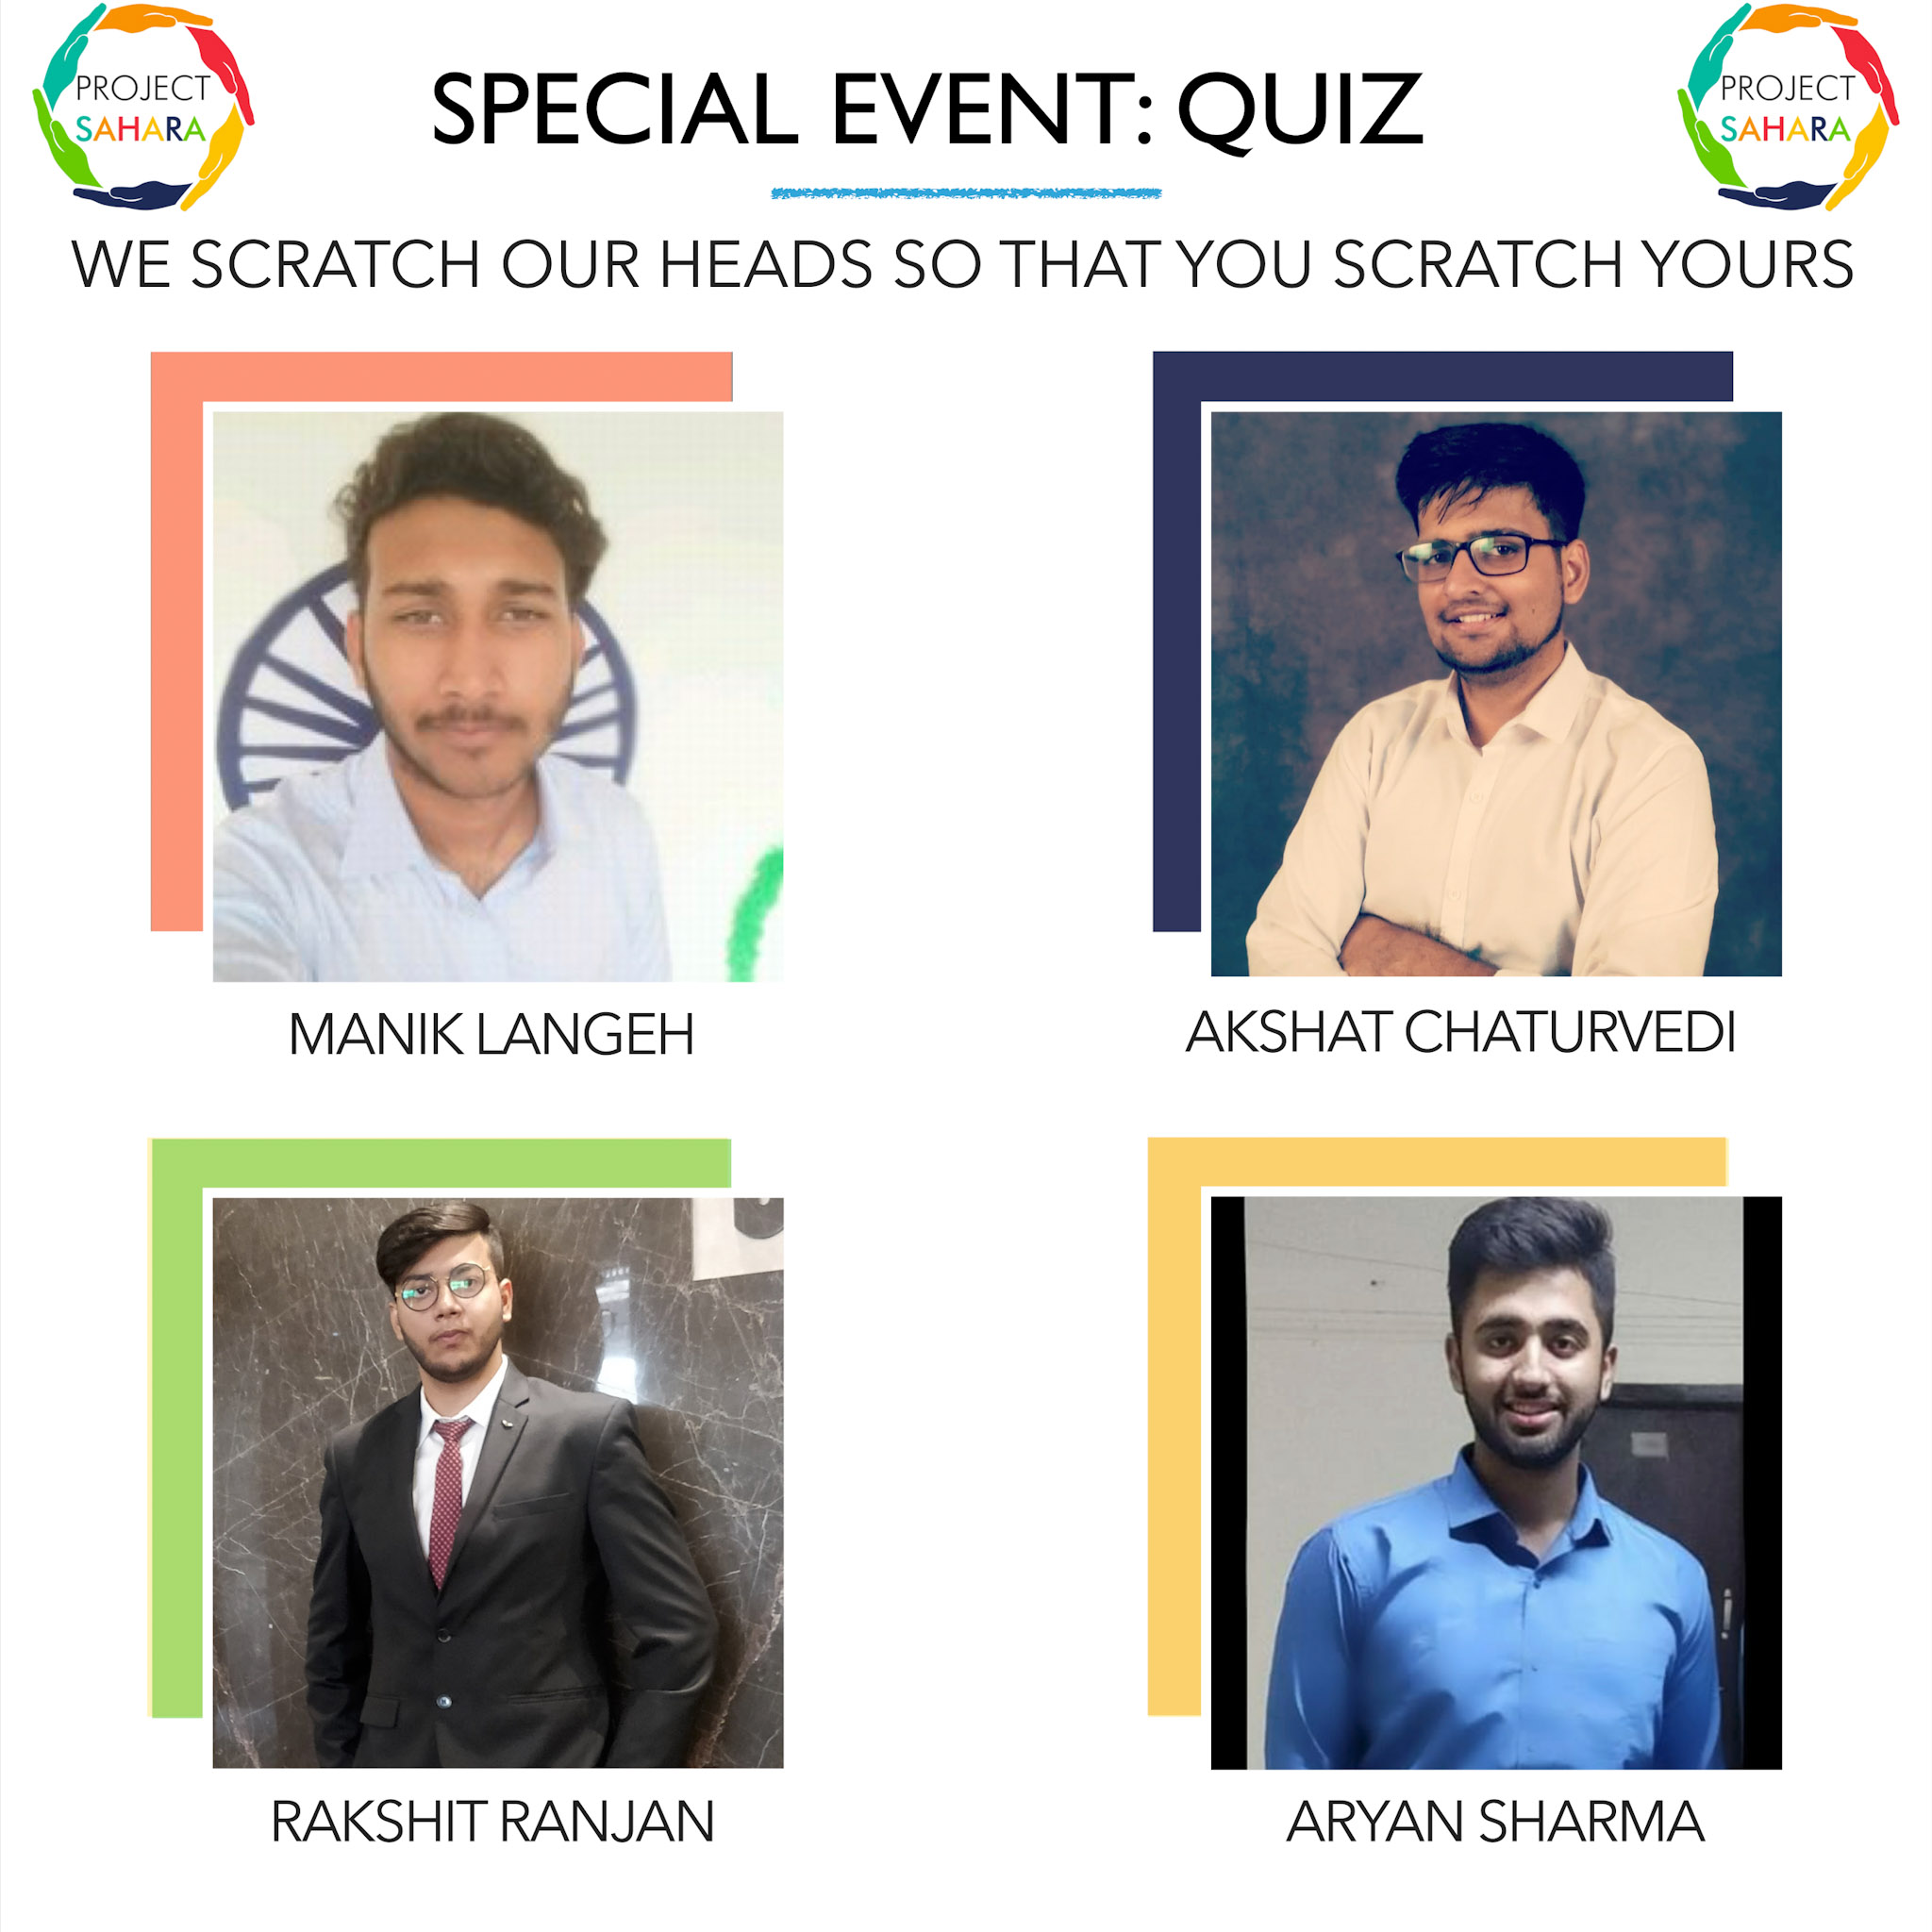 PROJECT
SAHARA
SPECIAL EVENT: QUIZ
PROJECT
SAHARA
WE SCRATCH OUR HEADS SO THAT YOU SCRATCH YOURS
MANIK LANGEH
AKSHAT CHATURVEDI
RAKSHIT RANJAN
ARYAN SHARMA